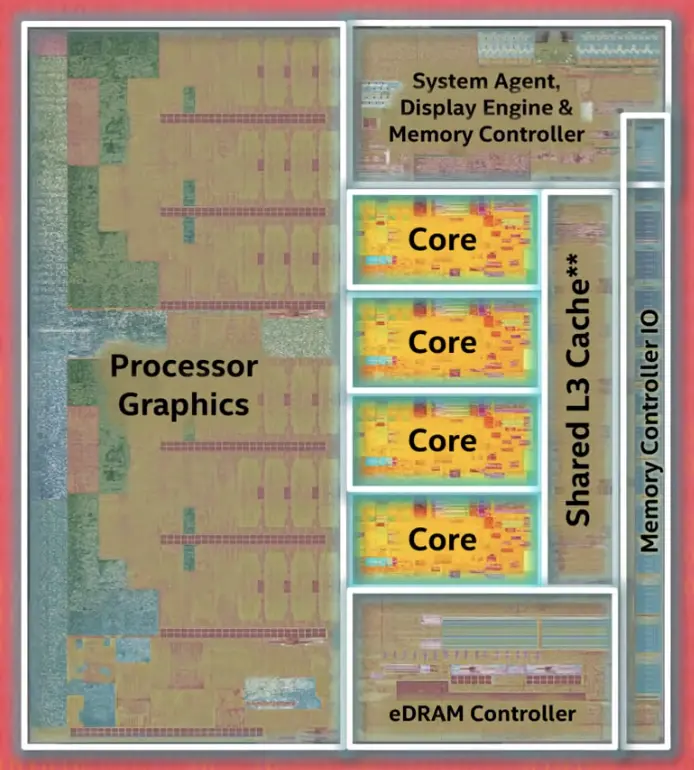 System Agent,
Display Engine &
Memory Controller
Core
Core
Core
Core
Processor
Graphics
Shared L3 Cache**
Memory Controller IO
eDRAM Controller